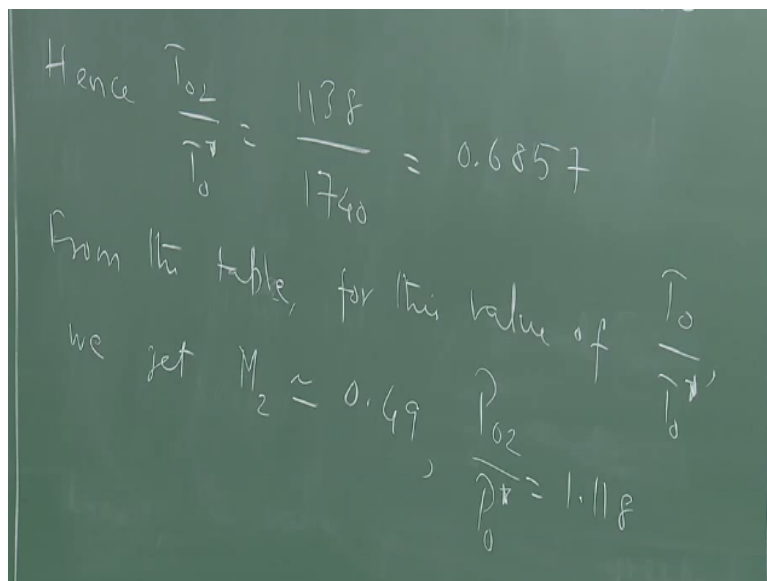 Hence T₀₂/T₀* = 1138/1740 = 0.6857
From the table, for this value of T₀/T₀*,
we get M₂ ≃ 0.49, P₀₂/P₀* = 1.118